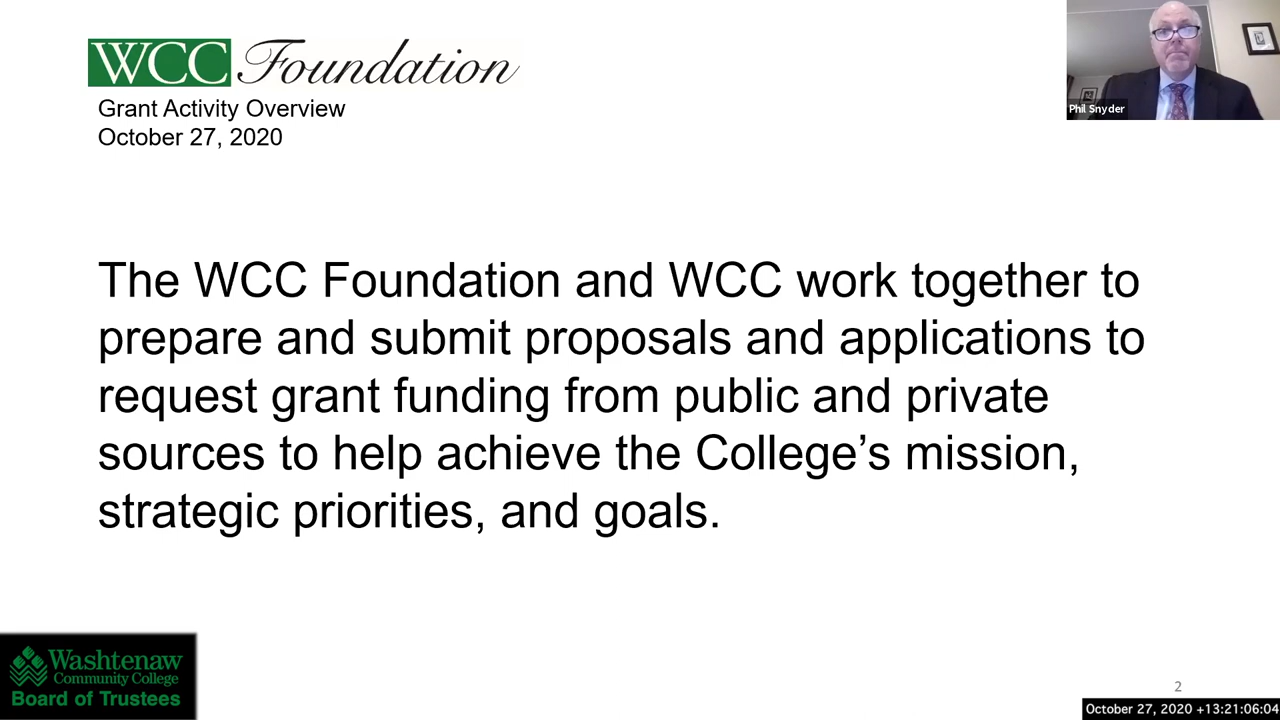 WCC Foundation
Grant Activity Overview
October 27, 2020
Phil Snyder
The WCC Foundation and WCC work together to
prepare and submit proposals and applications to
request grant funding from public and private
sources to help achieve the College’s mission,
strategic priorities, and goals.
Washtenaw
Community College
Board of Trustees
2
October 27, 2020 +13:21:06:04